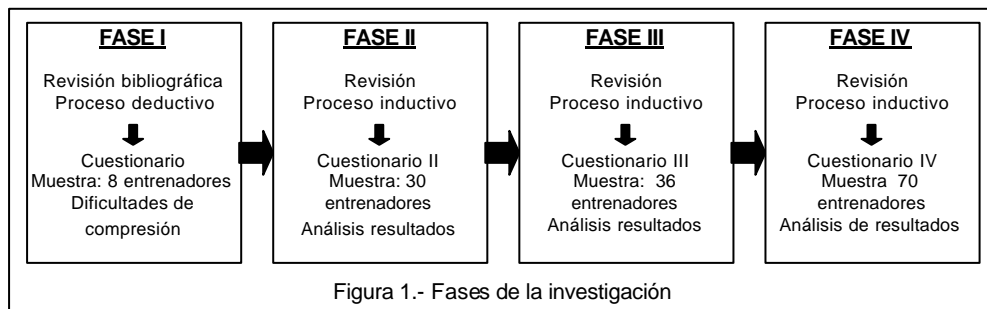 FASE I
Revisión bibliográfica
Proceso deductivo
Cuestionario
Muestra: 8 entrenadores
Dificultades de
compresión
FASE II
Revisión
Proceso inductivo
Cuestionario II
Muestra: 30
entrenadores
Análisis resultados
FASE III
Revisión
Proceso inductivo
Cuestionario III
Muestra: 36
entrenadores
Análisis resultados
FASE IV
Revisión
Proceso inductivo
Cuestionario IV
Muestra 70
entrenadores
Análisis de resultados
Figura 1.- Fases de la investigación